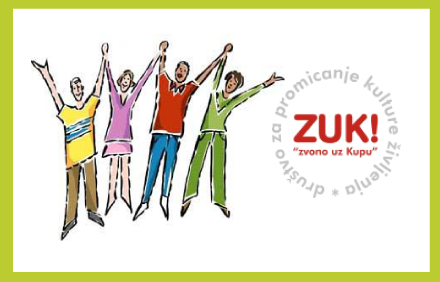 društvo za promicanje kulture življenja *
ZUK!
"zvono uz Kupu"